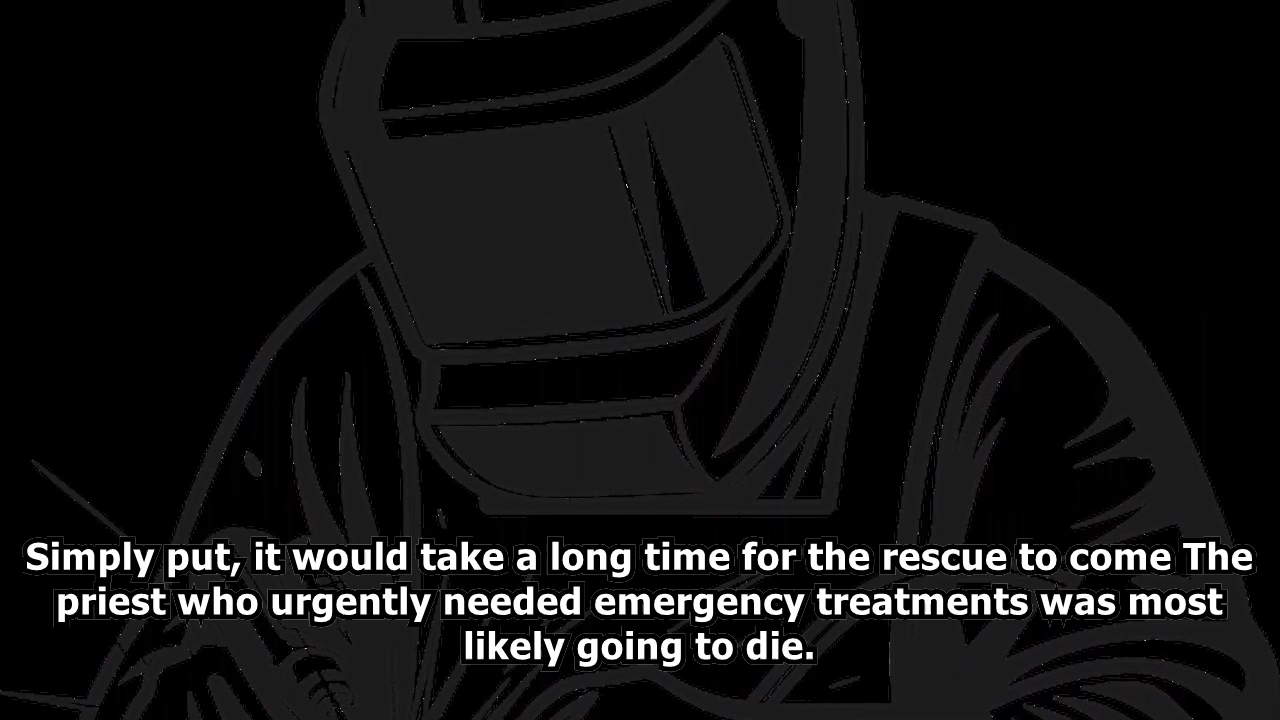 Simply put, it would take a long time for the rescue to come The
priest who urgently needed emergency treatments was most
likely going to die.